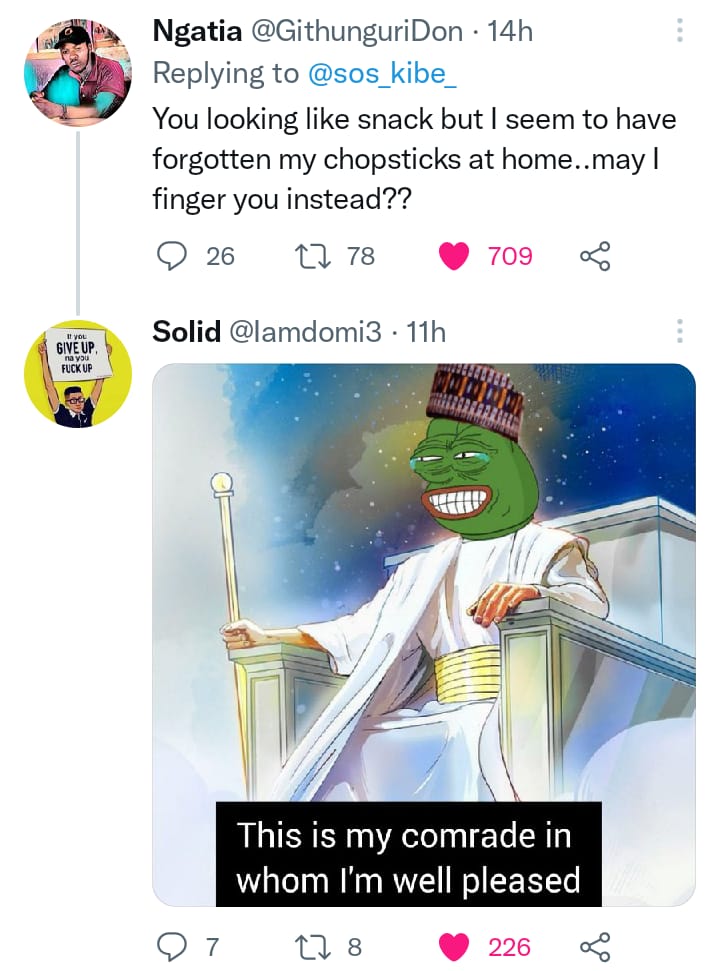 Ngatia @GithunguriDon · 14h
Replying to @sos_kibe_
You looking like snack but I seem to have
forgotten my chopsticks at home..may I
finger you instead??
26 78 709
Solid @Iamdomi3 · 11h
If you
GIVE UP,
na you
FUCK UP
This is my comrade in
whom I'm well pleased
7 8 226